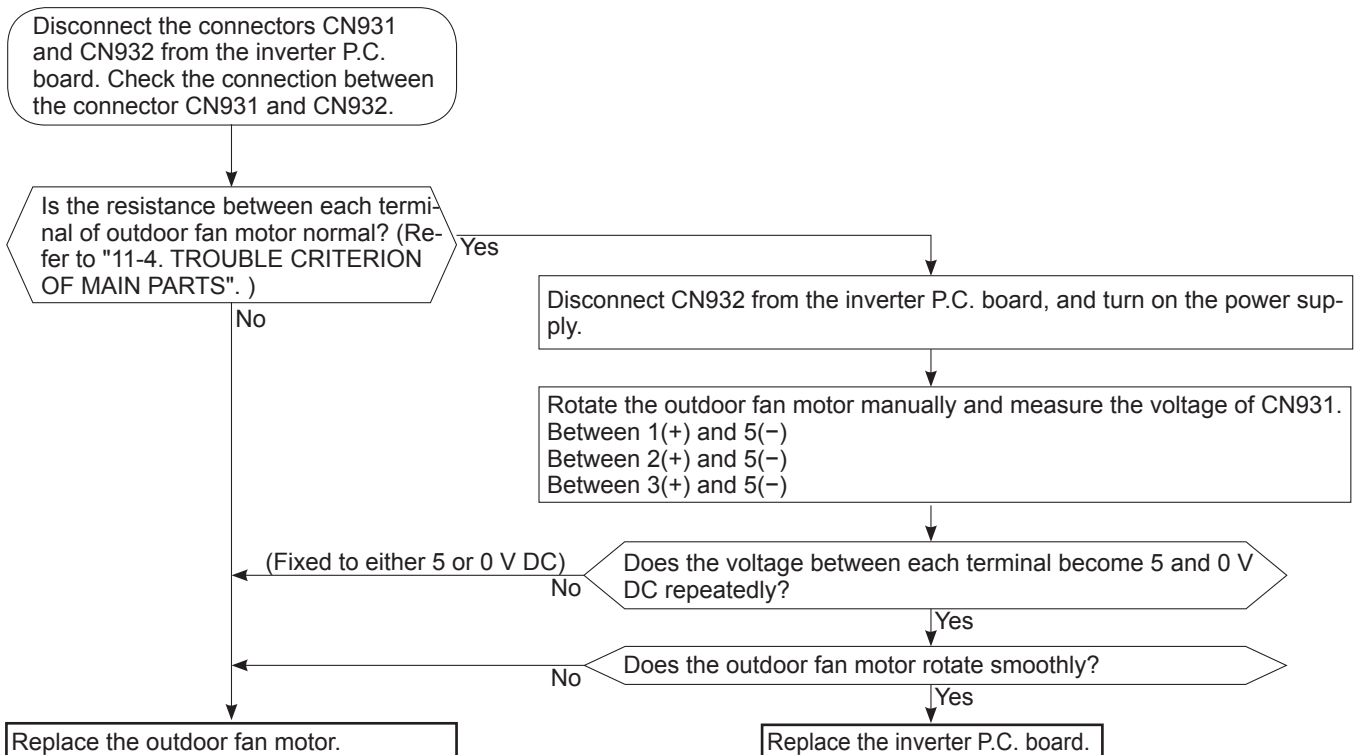 Disconnect the connectors CN931
and CN932 from the inverter P.C.
board. Check the connection between
the connector CN931 and CN932.
Is the resistance between each termi-
nal of outdoor fan motor normal? (Re-
fer to "11-4. TROUBLE CRITERION
OF MAIN PARTS". )
Yes
No
Disconnect CN932 from the inverter P.C. board, and turn on the power sup-
ply.
Rotate the outdoor fan motor manually and measure the voltage of CN931.
Between 1(+) and 5(−)
Between 2(+) and 5(−)
Between 3(+) and 5(−)
(Fixed to either 5 or 0 V DC)
No
Does the voltage between each terminal become 5 and 0 V
DC repeatedly?
Yes
No
Does the outdoor fan motor rotate smoothly?
Yes
Replace the outdoor fan motor.
Replace the inverter P.C. board.